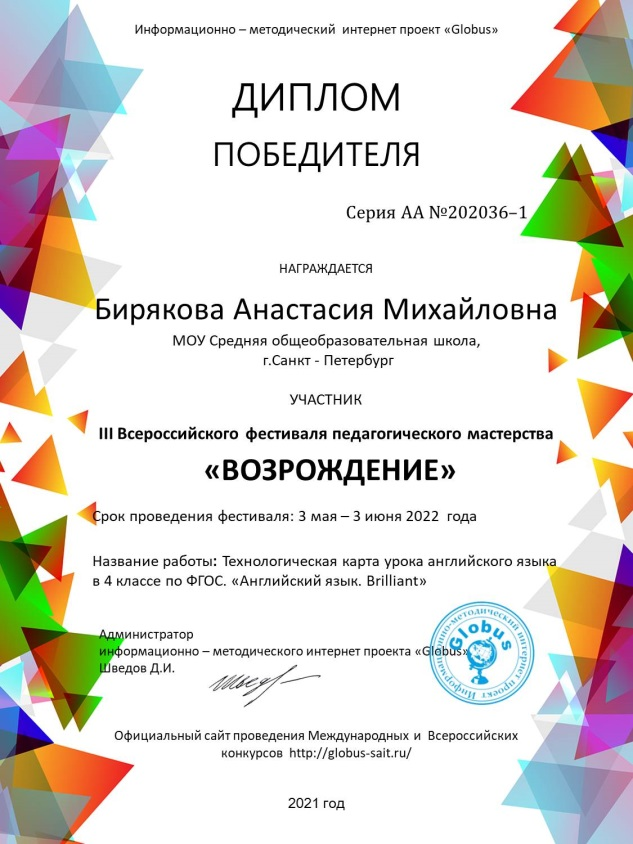 Информационно – методический интернет проект «Globus»
ДИПЛОМ
ПОБЕДИТЕЛЯ
Серия АА №202036–1
НАГРАЖДАЕТСЯ
Бирякова Анастасия Михайловна
МОУ Средняя общеобразовательная школа,
г.Санкт - Петербург
УЧАСТНИК
III Всероссийского фестиваля педагогического мастерства
«ВОЗРОЖДЕНИЕ»
Срок проведения фестиваля: 3 мая – 3 июня 2022 года
Название работы: Технологическая карта урока английского языка
в 4 классе по ФГОС. «Английский язык. Brilliant»
Администратор
информационно – методического интернет проекта «Globus»
Шведов Д.И.
Шведов
Информационно-методический интернет проект
Globus
Официальный сайт проведения Международных и Всероссийских
конкурсов http://globus-sait.ru/
2021 год